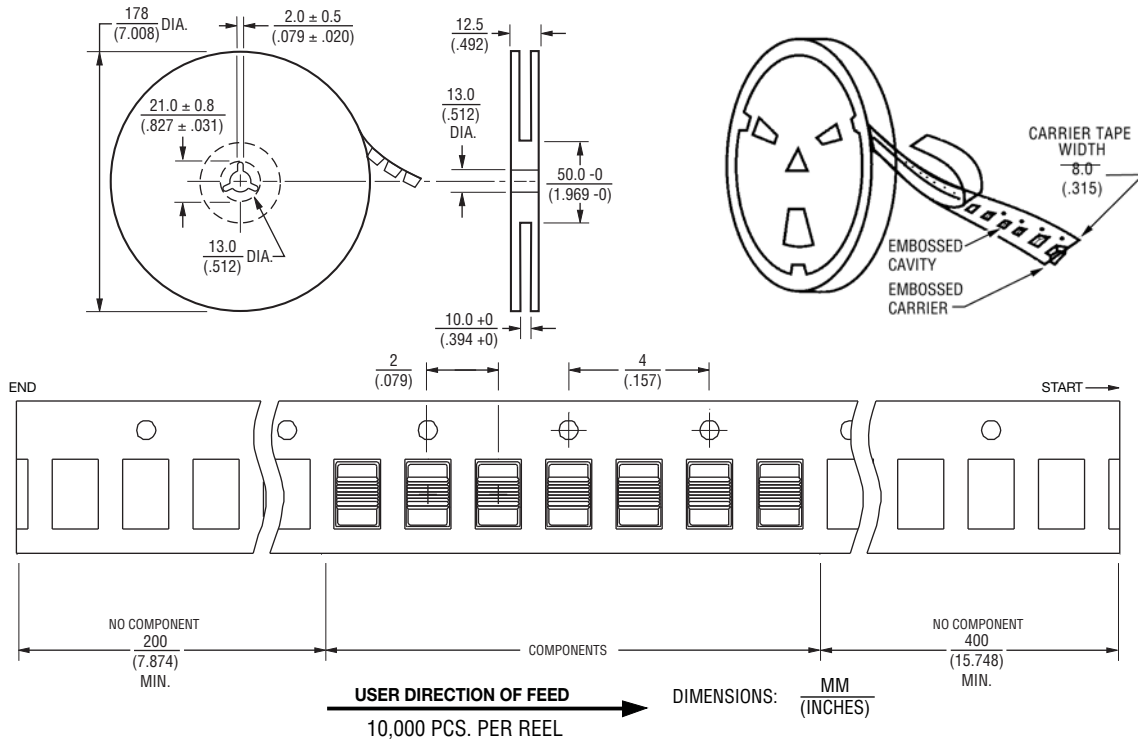 178
(7.008) DIA.
2.0 ± 0.5
(.079 ± .020)
12.5
(.492)
21.0 ± 0.8
(.827 ± .031)
13.0
(.512)
DIA.
50.0 -0
(1.969 -0)
13.0
(.512) DIA.
10.0 +0
(.394 +0)
CARRIER TAPE
WIDTH
8.0
(.315)
EMBOSSED
CAVITY
EMBOSSED
CARRIER
2
(.079)
4
(.157)
END
START
NO COMPONENT
200
(7.874)
MIN.
COMPONENTS
NO COMPONENT
400
(15.748)
MIN.
USER DIRECTION OF FEED
10,000 PCS. PER REEL
DIMENSIONS: MM
(INCHES)